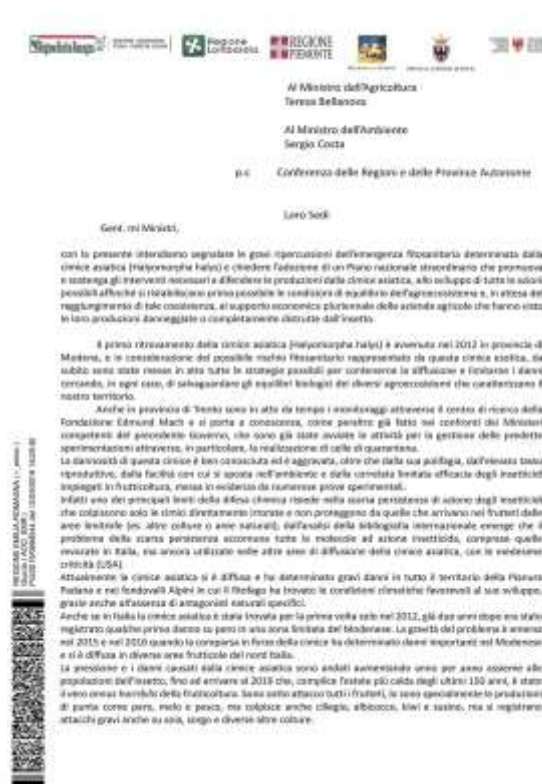 Regione
Lombardia
REGIONE
PIEMONTE
Al Ministro dell'Agricoltura
Teresa Bellanova
Al Ministro dell'Ambiente
Sergio Costa
p.c Conferenza delle Regioni e delle Province Autonome
Loro Sedi
Gent. mi Ministri,
con la presente intendiamo segnalare le gravi ripercussioni dell'emergenza fitosanitaria determinata dalla
cimice asiatica (Halyomorpha halys) e chiedere l'adozione di un Piano nazionale straordinario che promuova
e sostenga gli interventi necessari a difendere le produzioni dalla cimice asiatica, allo sviluppo di tutte le azioni
possibili affinché si ristabiliscano prima possibile le condizioni di equilibrio dell'agroecosistema e, in attesa del
raggiungimento di tale coesistenza, al supporto economico pluriennale delle aziende agricole che hanno visto
le loro produzioni danneggiate o completamente distrutte dall'insetto.
Il primo ritrovamento della cimice asiatica (Halyomorpha halys) è avvenuto nel 2012 in provincia di
Modena, e in considerazione del possibile rischio fitosanitario rappresentato da questa cimice esotica, da
subito sono state messe in atto tutte le strategie possibili per contenerne la diffusione e limitarne i danni
cercando, in ogni caso, di salvaguardare gli equilibri biologici dei diversi agroecosistemi che caratterizzano il
nostro territorio.
Anche in provincia di Trento sono in atto da tempo i monitoraggi attraverso il centro di ricerca della
Fondazione Edmund Mach e si porta a conoscenza, come peraltro già fatto nei confronti dei Ministeri
competenti del precedente Governo, che sono già state avviate le attività per la gestione delle predette
sperimentazioni attraverso, in particolare, la realizzazione di celle di quarantena.
La dannosità di questa cimice è ben conosciuta ed è aggravata, oltre che dalla sua polifagia, dall'elevato tasso
riproduttivo, dalla facilità con cui si sposta nell'ambiente e dalla correlata limitata efficacia degli insetticidi
impiegati in frutticoltura, messa in evidenza da numerose prove sperimentali.
Infatti uno dei principali limiti della difesa chimica risiede nella scarsa persistenza di azione degli insetticidi
che colpiscono solo le cimici direttamente irrorate e non proteggono da quelle che arrivano nei frutteti dalle
aree limitrofe (es. altre colture o aree naturali); dall'analisi della bibliografia internazionale emerge che il
problema della scarsa persistenza accomuna tutte le molecole ad azione insetticida, comprese quelle
revocate in Italia, ma ancora utilizzate nelle altre aree di diffusione della cimice asiatica, con le medesime
criticità (USA).
Attualmente la cimice asiatica si è diffusa e ha determinato gravi danni in tutto il territorio della Pianura
Padana e nei fondovalli Alpini in cui il fitofago ha trovato le condizioni climatiche favorevoli al suo sviluppo,
grazie anche all'assenza di antagonisti naturali specifici.
Anche se in Italia la cimice asiatica è stata trovata per la prima volta solo nel 2012, già due anni dopo era stato
registrato qualche primo danno su pero in una zona limitata del Modenese. La gravità del problema è emersa
nel 2015 e nel 2016 quando la comparsa in forze della cimice ha determinato danni importanti nel Modenese
e si è diffusa in diverse aree frutticole del nord Italia.
La pressione e i danni causati dalla cimice asiatica sono andati aumentando anno per anno assieme alle
popolazioni dell'insetto, fino ad arrivare al 2019 che, complice l'estate più calda degli ultimi 150 anni, è stato
il vero annus horribilis della frutticoltura. Sono sotto attacco tutti i frutteti, lo sono specialmente le produzioni
di punta come pero, melo e pesco, ma colpisce anche ciliegio, albicocco, kiwi e susino, ma si registrano
attacchi gravi anche su soia, sorgo e diverse altre colture.